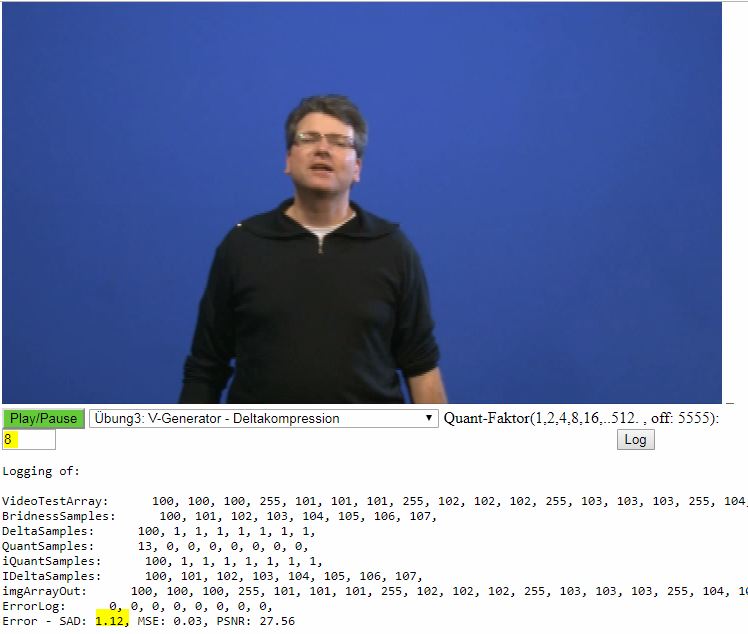 Play/Pause Übung3: V-Generator - Deltakompression Quant-Faktor(1,2,4,8,16,..512. , off: 5555):
8 Log
Logging of:
VideoTestArray: 100, 100, 100, 255, 101, 101, 101, 255, 102, 102, 102, 255, 103, 103, 103, 255, 104,
BridnessSamples: 100, 101, 102, 103, 104, 105, 106, 107,
DeltaSamples: 100, 1, 1, 1, 1, 1, 1, 1,
QuantSamples: 13, 0, 0, 0, 0, 0, 0, 0,
iQuantSamples: 100, 1, 1, 1, 1, 1, 1, 1,
IDeltaSamples: 100, 101, 102, 103, 104, 105, 106, 107,
imgArrayOut: 100, 100, 100, 255, 101, 101, 101, 255, 102, 102, 102, 255, 103, 103, 103, 255, 104, 10
ErrorLog: 0, 0, 0, 0, 0, 0, 0, 0,
Error - SAD: 1.12, MSE: 0.03, PSNR: 27.56